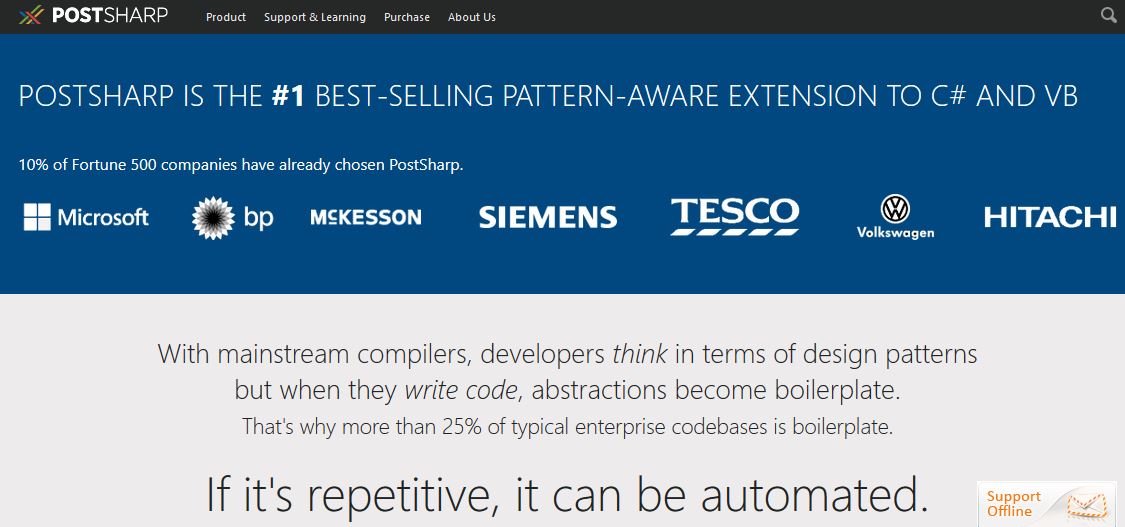 POSTSHARP
Product Support & Learning Purchase About Us
POSTSHARP IS THE #1 BEST-SELLING PATTERN-AWARE EXTENSION TO C# AND VB
10% of Fortune 500 companies have already chosen PostSharp.
Microsoft bp MCKESSON SIEMENS TESCO Volkswagen HITACHI
With mainstream compilers, developers think in terms of design patterns
but when they write code, abstractions become boilerplate.
That's why more than 25% of typical enterprise codebases is boilerplate.
If it's repetitive, it can be automated.
Support
Offline